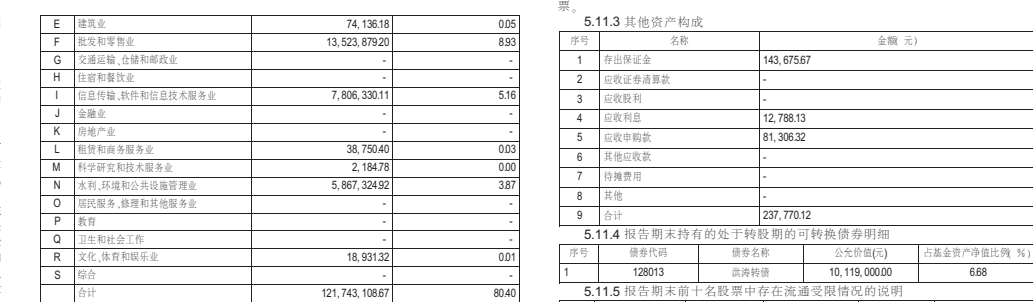 E 建筑业 74,136.18 0.05
F 批发和零售业 13,523,879.20 8.93
G 交通运输、仓储和邮政业 - -
H 住宿和餐饮业 - -
I 信息传输、软件和信息技术服务业 7,806,330.11 5.16
J 金融业 - -
K 房地产业 - -
L 租赁和商务服务业 38,750.40 0.03
M 科学研究和技术服务业 2,184.78 0.00
N 水利、环境和公共设施管理业 5,867,324.92 3.87
O 居民服务、修理和其他服务业 - -
P 教育 - -
Q 卫生和社会工作 - -
R 文化、体育和娱乐业 18,931.32 0.01
S 综合 - -
合计 121,743,108.67 80.40
票。
5.11.3 其他资产构成
序号 名称 金额(元)
1 存出保证金 143,675.67
2 应收证券清算款 -
3 应收股利 -
4 应收利息 12,788.13
5 应收申购款 81,306.32
6 其他应收款 -
7 待摊费用 -
8 其他 -
9 合计 237,770.12
5.11.4 报告期末持有的处于转股期的可转换债券明细
序号 债券代码 债券名称 公允价值(元) 占基金资产净值比例(%)
1 128013 洪涛转债 10,119,000.00 6.68
5.11.5 报告期末前十名股票中存在流通受限情况的说明